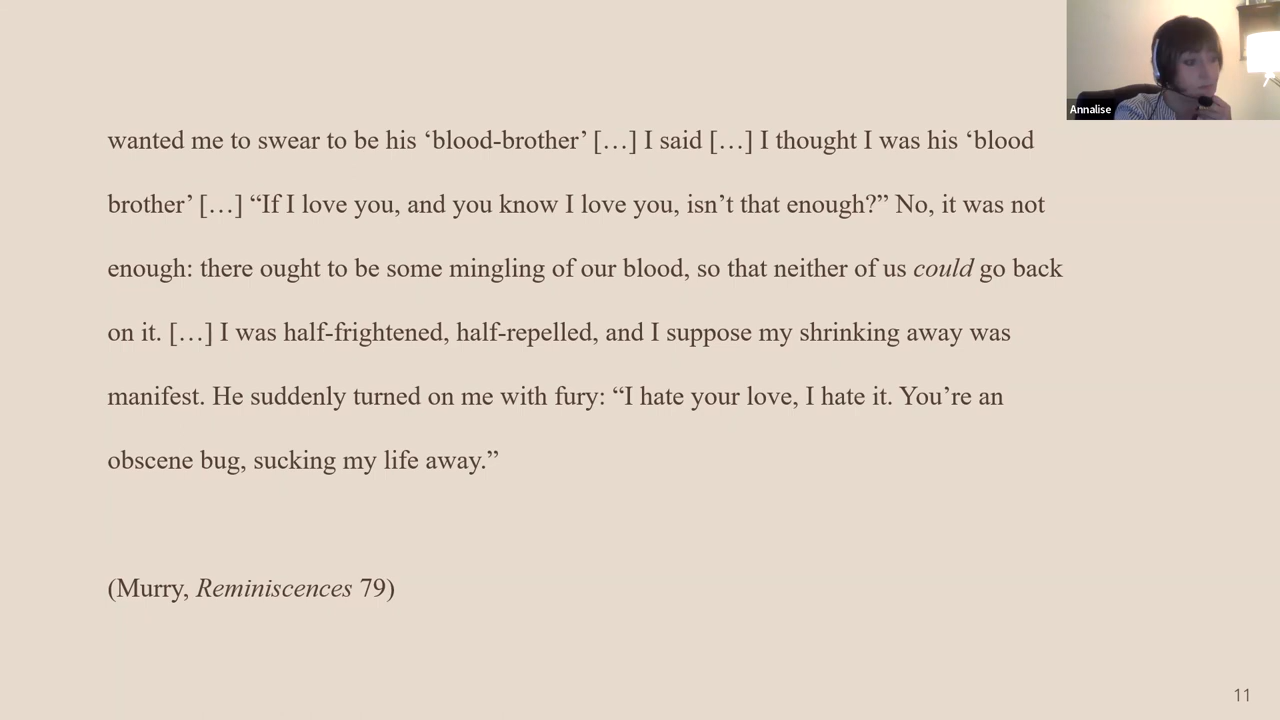 Annalise
wanted me to swear to be his ‘blood-brother’ […] I said […] I thought I was his ‘blood
brother’ […] “If I love you, and you know I love you, isn’t that enough?” No, it was not
enough: there ought to be some mingling of our blood, so that neither of us could go back
on it. […] I was half-frightened, half-repelled, and I suppose my shrinking away was
manifest. He suddenly turned on me with fury: “I hate your love, I hate it. You’re an
obscene bug, sucking my life away.”
(Murry, Reminiscences 79)
11